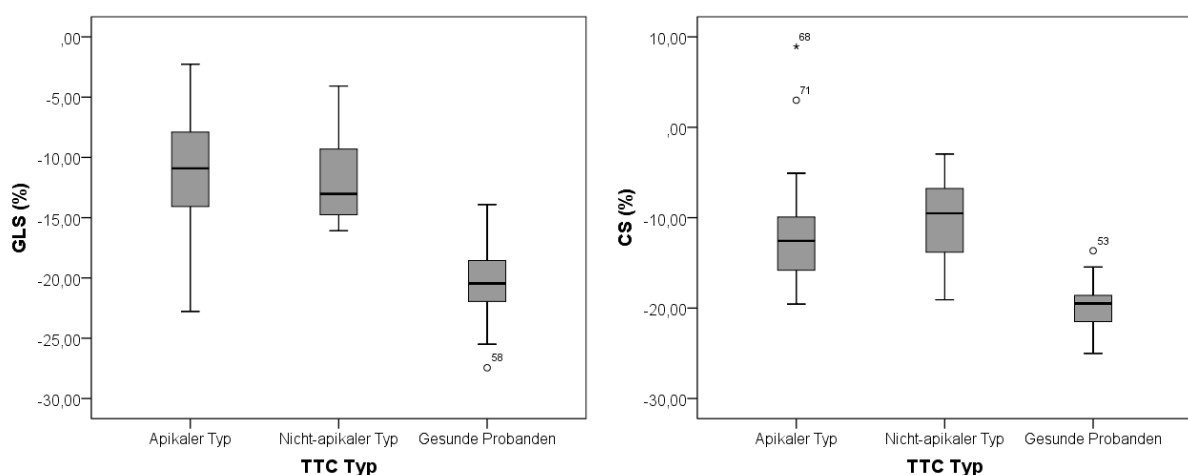 ,00
-5,00
-10,00
-15,00
-20,00
-25,00
-30,00
GLS (%)
58
Apikaler Typ Nicht-apikaler Typ Gesunde Probanden
TTC Typ
10,00
,00
-10,00
-20,00
-30,00
CS (%)
68
71
53
Apikaler Typ Nicht-apikaler Typ Gesunde Probanden
TTC Typ